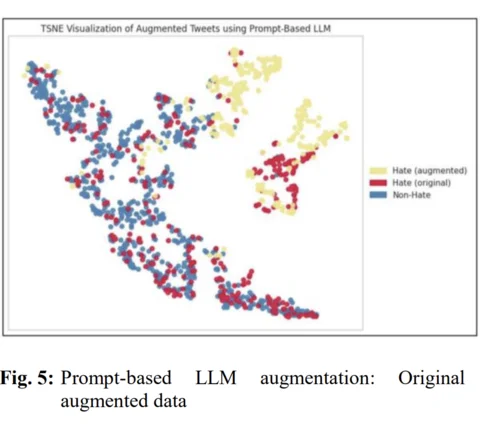 TSNE Visualization of Augmented Tweets using Prompt-Based LLM
Hate (augmented)
Hate (original)
Non-Hate
Fig. 5: Prompt-based LLM augmentation: Original
augmented data